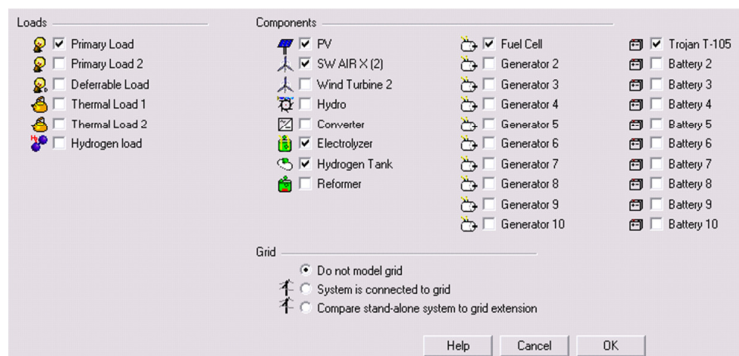 Loads
Primary Load
Primary Load 2
Deferrable Load
Thermal Load 1
Thermal Load 2
Hydrogen load
Components
PV
SW AIR X (2)
Wind Turbine 2
Hydro
Converter
Electrolyzer
Hydrogen Tank
Reformer
Fuel Cell
Generator 2
Generator 3
Generator 4
Generator 5
Generator 6
Generator 7
Generator 8
Generator 9
Generator 10
Trojan T-105
Battery 2
Battery 3
Battery 4
Battery 5
Battery 6
Battery 7
Battery 8
Battery 9
Battery 10
Grid
Do not model grid
System is connected to grid
Compare stand-alone system to grid extension
Help
Cancel
OK